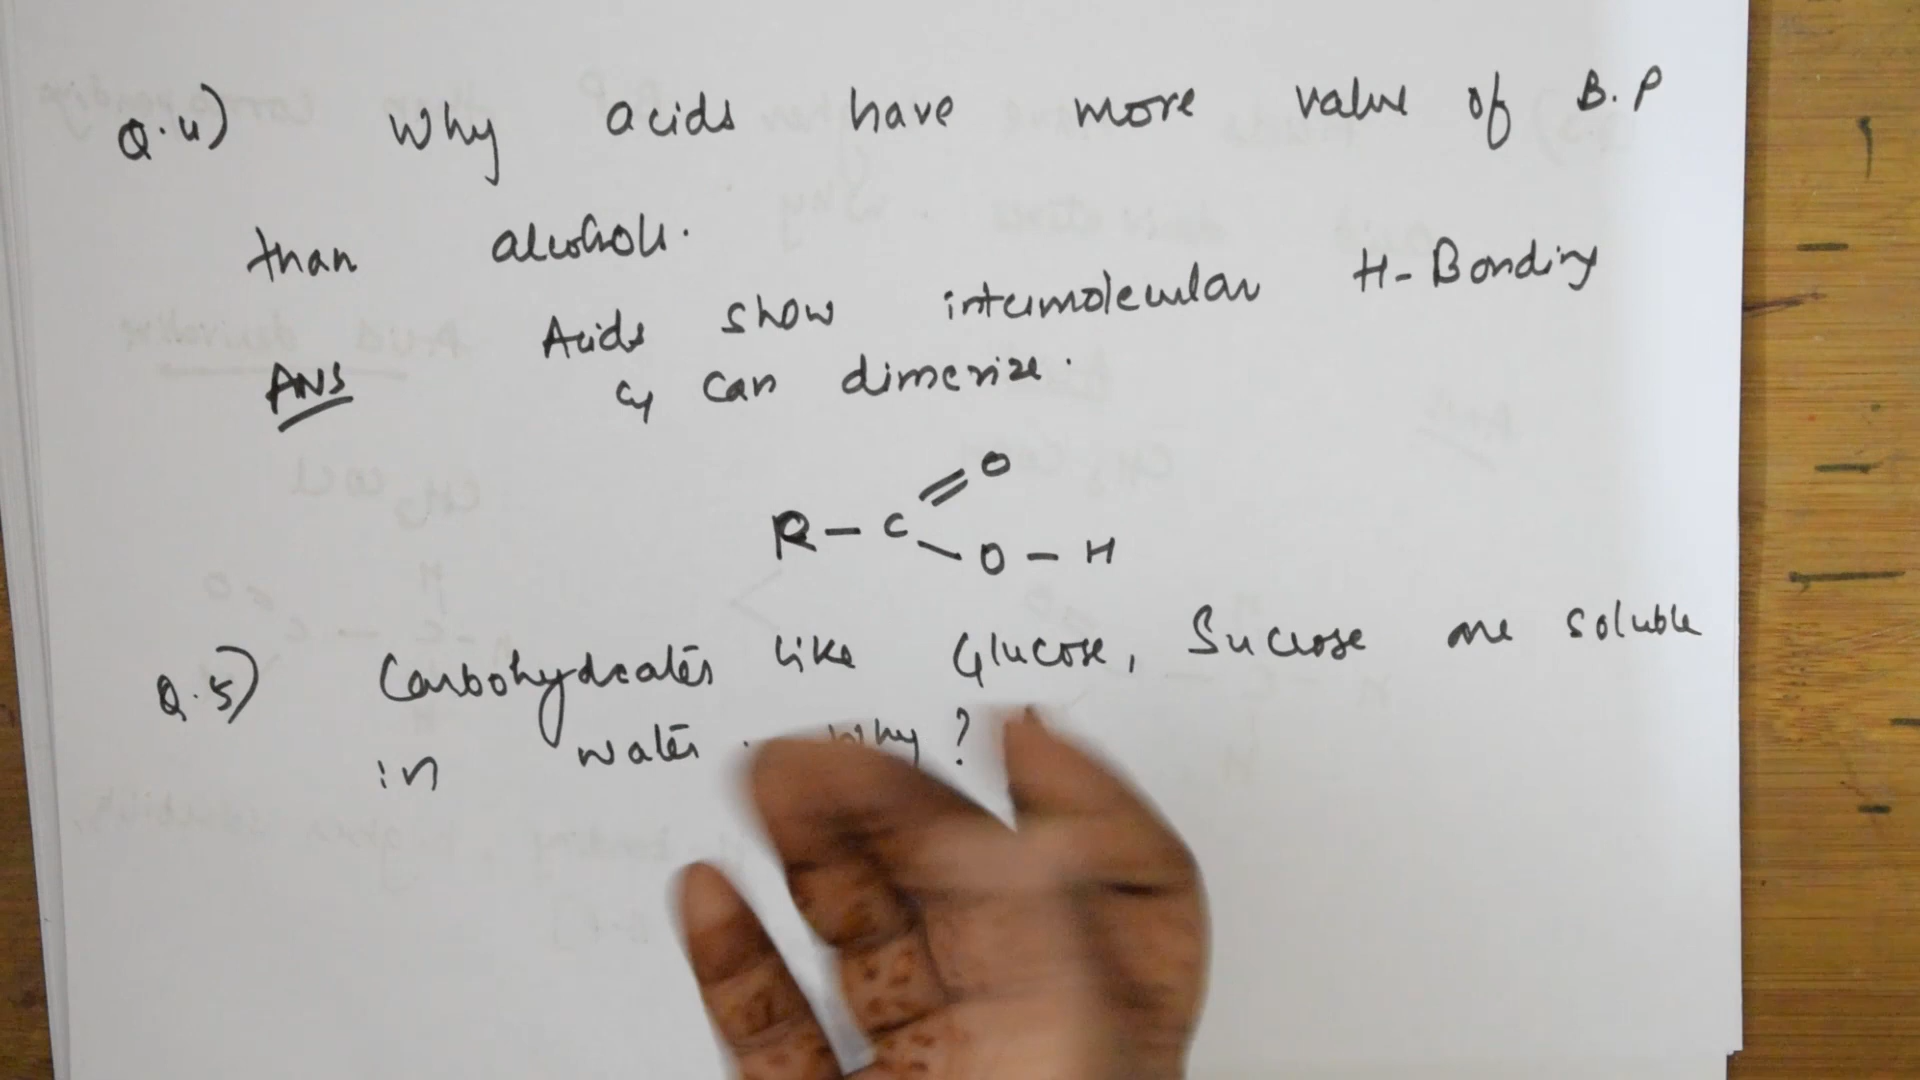 Q.4) Why acids have more value of B.P
than alcohols.
ANS Acids show intermolecular H-Bonding
& can dimerize.
R-C=O
O-H
Q.5) Carbohydrates like Glucose, Sucrose are soluble
in water. Why?